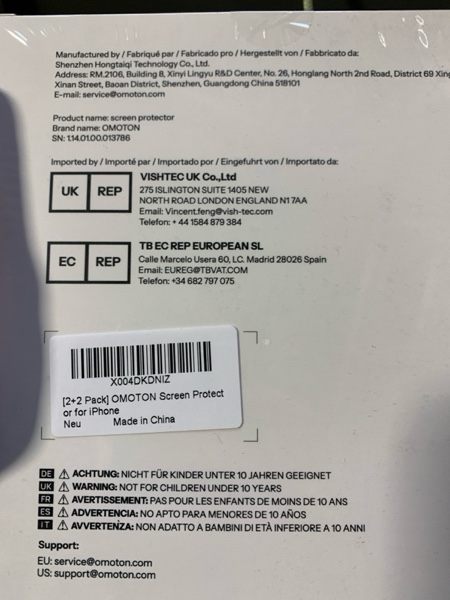 Manufactured by / Fabriqué par / Fabricado pro / Hergestellt von / Fabbricato da:
Shenzhen Hongtaiqi Technology Co., Ltd.
Address: RM.2106, Building 8, Xinyi Lingyu R&D Center, No. 26, Honglang North 2nd Road, District 69 Xing
Xinan Street, Baoan District, Shenzhen, Guangdong China 518101
E-mail: service@omoton.com
Product name: screen protector
Brand name: OMOTON
SN: 1.14.01.00.013786
Imported by / Importé par / Importado por / Eingefuhrt von / Importato da:
UK REP
VISHTEC UK Co.,Ltd
275 ISLINGTON SUITE 1405 NEW
NORTH ROAD LONDON ENGLAND N1 7AA
Email: Vincent.feng@vish-tec.com
Telefon: + 44 1584 879 384
EC REP
TB EC REP EUROPEAN SL
Calle Marcelo Usera 60, LC. Madrid 28026 Spain
Email: EUREG@TBVAT.COM
Telefon: +34 682 797 075
X004DKDNIZ
[2+2 Pack] OMOTON Screen Protect
or for iPhone
Neu Made in China
DE ACHTUNG: NICHT FÜR KINDER UNTER 10 JAHREN GEEIGNET
UK WARNING: NOT FOR CHILDREN UNDER 10 YEARS
FR AVERTISSEMENT: PAS POUR LES ENFANTS DE MOINS DE 10 ANS
ES ADVERTENCIA: NO APTO PARA MENORES DE 10 AÑOS
IT AVVERTENZA: NON ADATTO A BAMBINI DI ETÀ INFERIORE A 10 ANNI
Support:
EU: service@omoton.com
US: support@omoton.com